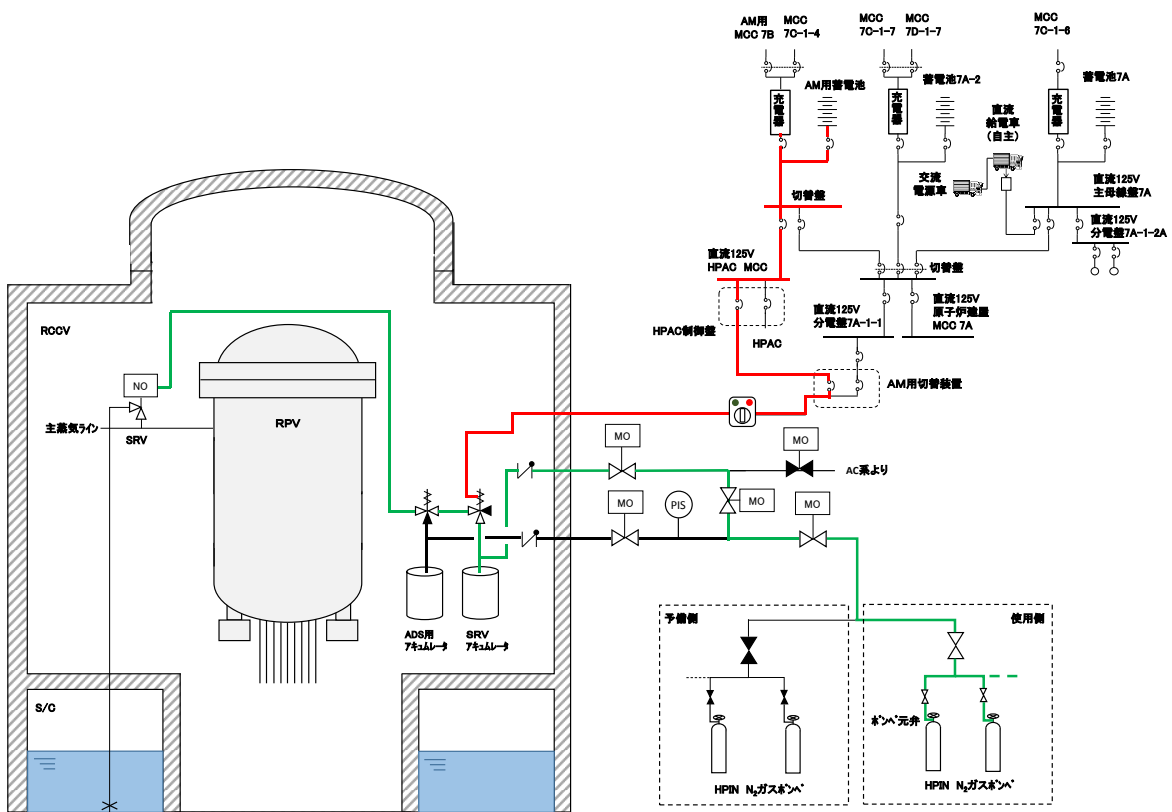 AM用
MCC 7B
MCC
7C-1-4
MCC
7C-1-7
MCC
7D-1-7
MCC
7C-1-6
充電器
AM用蓄電池
充電器
蓄電池7A-2
直流
給電車
(自主)
充電器
蓄電池7A
交流
電源車
直流125V
主母線盤7A
切替盤
直流125V
分電盤7A-1-2A
直流125V
HPAC MCC
切替盤
HPAC制御盤
HPAC
直流125V
分電盤7A-1-1
直流125V
原子炉建屋
MCC 7A
AM用切替装置
RCCV
NO
主蒸気ライン
SRV
RPV
MO
MO
AC系より
MO
MO
PIS
MO
ADS用
アキュムレータ
SRV
アキュムレータ
予備側
使用側
S/C
ボンベ元弁
HPIN N₂ガスボンベ
HPIN N₂ガスボンベ